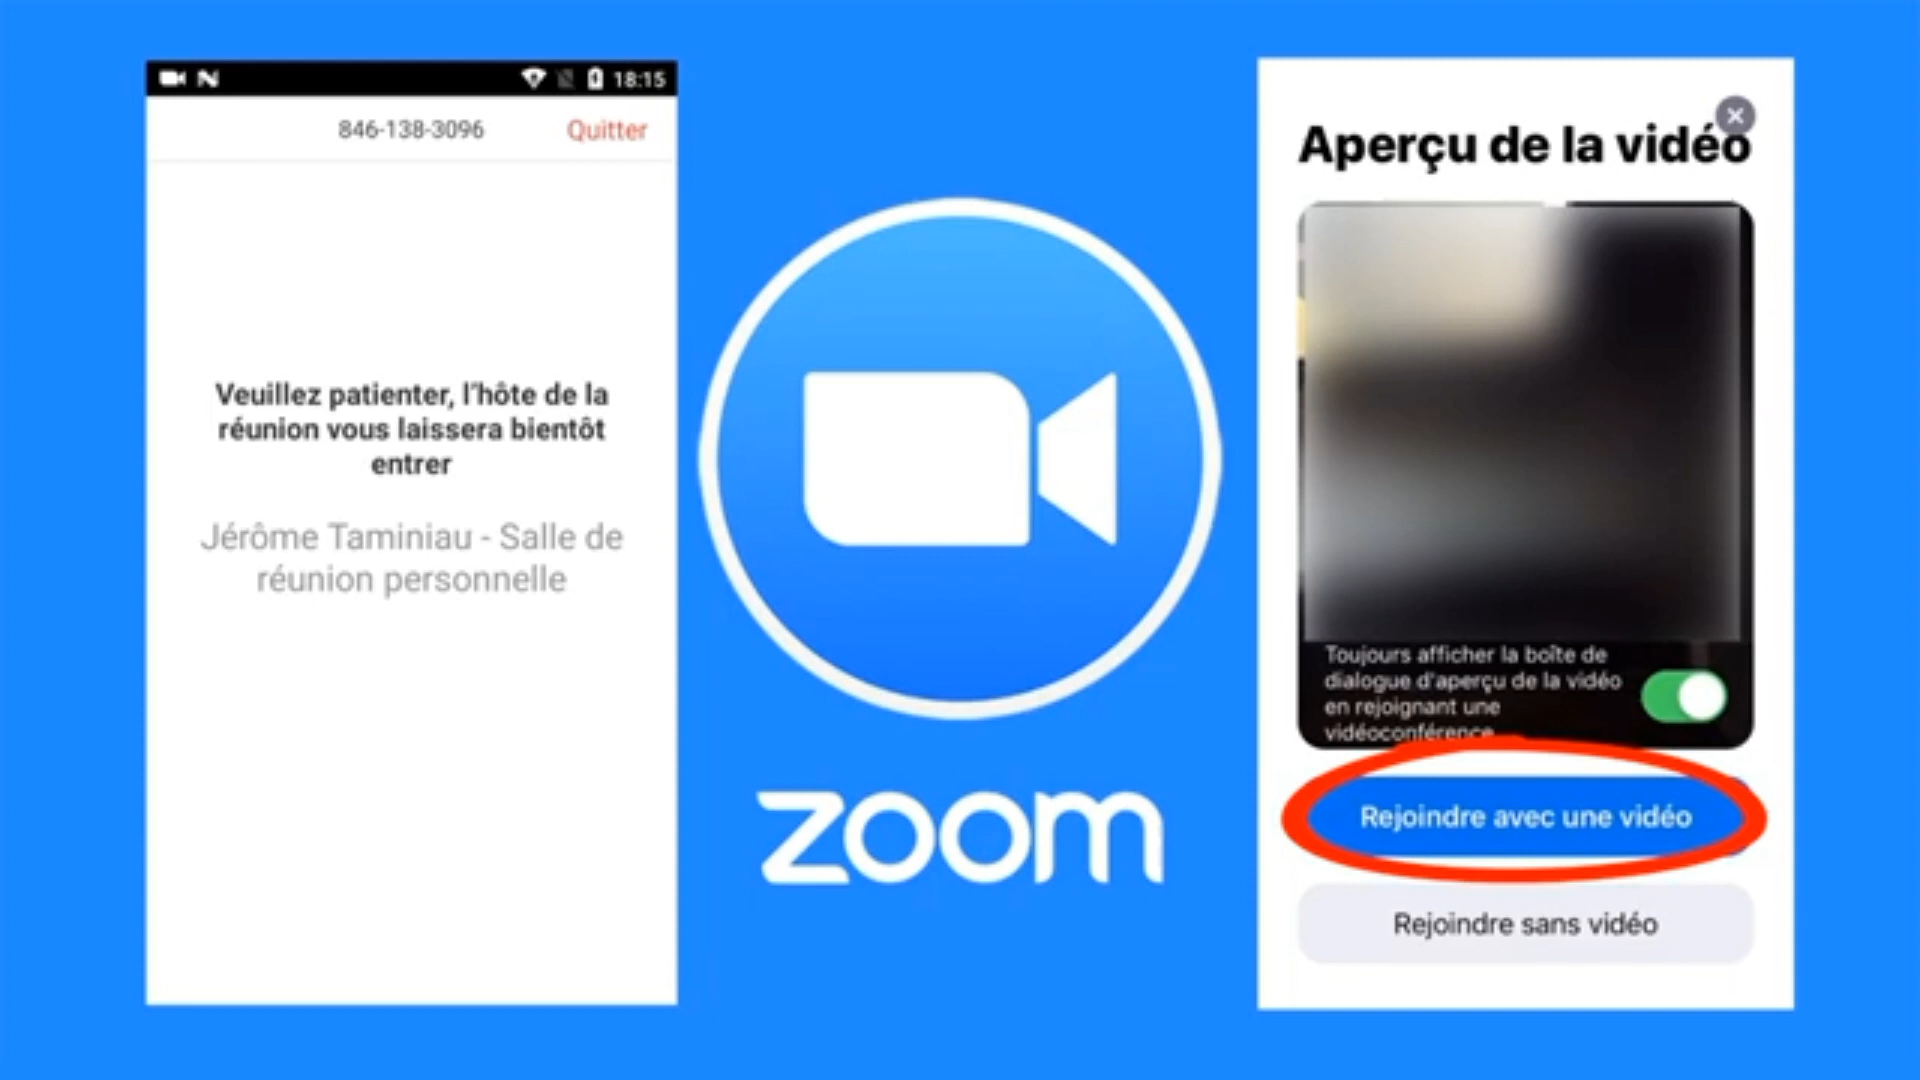 18:15
846-138-3096
Quitter
Veuillez patienter, l'hôte de la
réunion vous laissera bientôt
entrer
Jérôme Taminiau - Salle de
réunion personnelle
zoom
Aperçu de la vidéo
Toujours afficher la boîte de
dialogue d'aperçu de la vidéo
en rejoignant une
vidéoconférence
Rejoindre avec une vidéo
Rejoindre sans vidéo